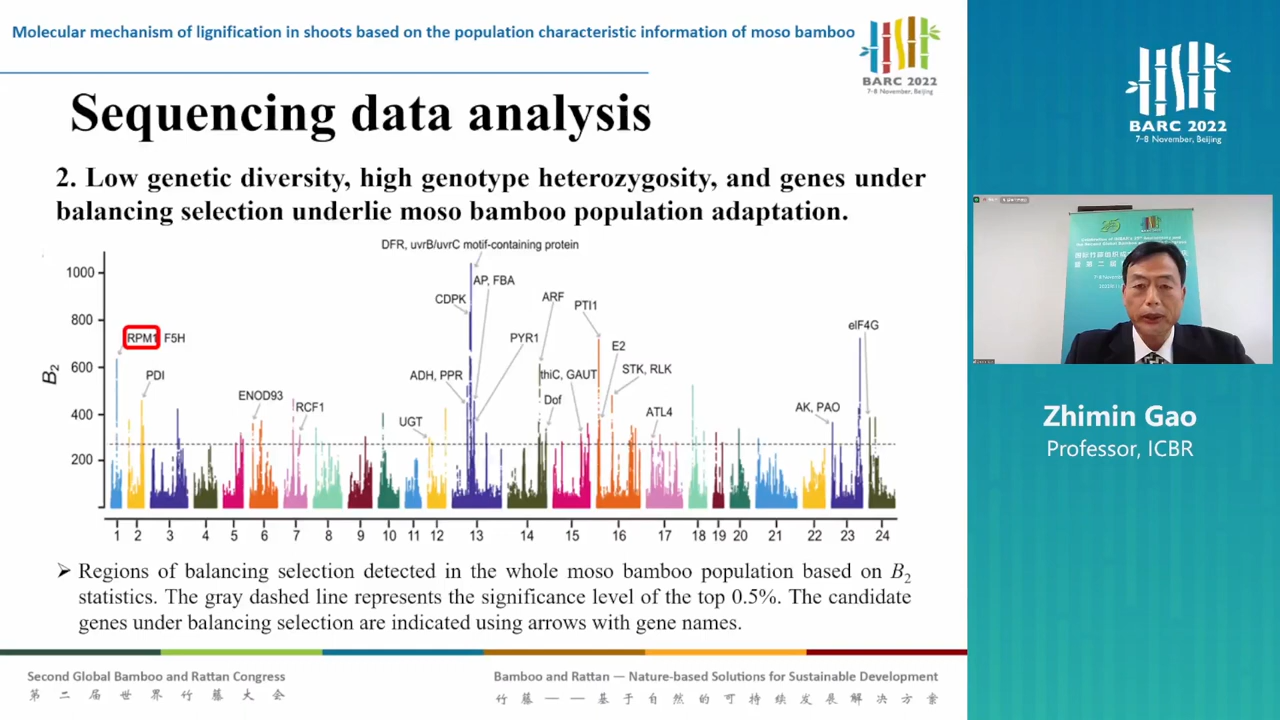 Molecular mechanism of lignification in shoots based on the population characteristic information of moso bamboo
BARC 2022
7-8 November, Beijing
Sequencing data analysis
2. Low genetic diversity, high genotype heterozygosity, and genes under
balancing selection underlie moso bamboo population adaptation.
DFR, uvrB/uvrC motif-containing protein
1000
AP, FBA
CDPK
ARF
PTI1
800
eIF4G
RPM1 F5H
PYR1
E2
B2
600
PDI
ADH, PPR
thiC, GAUT
STK, RLK
ENOD93
Dof
RCF1
ATL4
AK, PAO
400
UGT
200
1 2 3 4 5 6 7 8 9 10 11 12 13 14 15 16 17 18 19 20 21 22 23 24
➢ Regions of balancing selection detected in the whole moso bamboo population based on B2
statistics. The gray dashed line represents the significance level of the top 0.5%. The candidate
genes under balancing selection are indicated using arrows with gene names.
Second Global Bamboo and Rattan Congress
第二届世界竹藤大会
Bamboo and Rattan — Nature-based Solutions for Sustainable Development
竹藤——基于自然的可持续发展解决方案
BARC 2022
7-8 November, Beijing
Zhimin Gao
Professor, ICBR